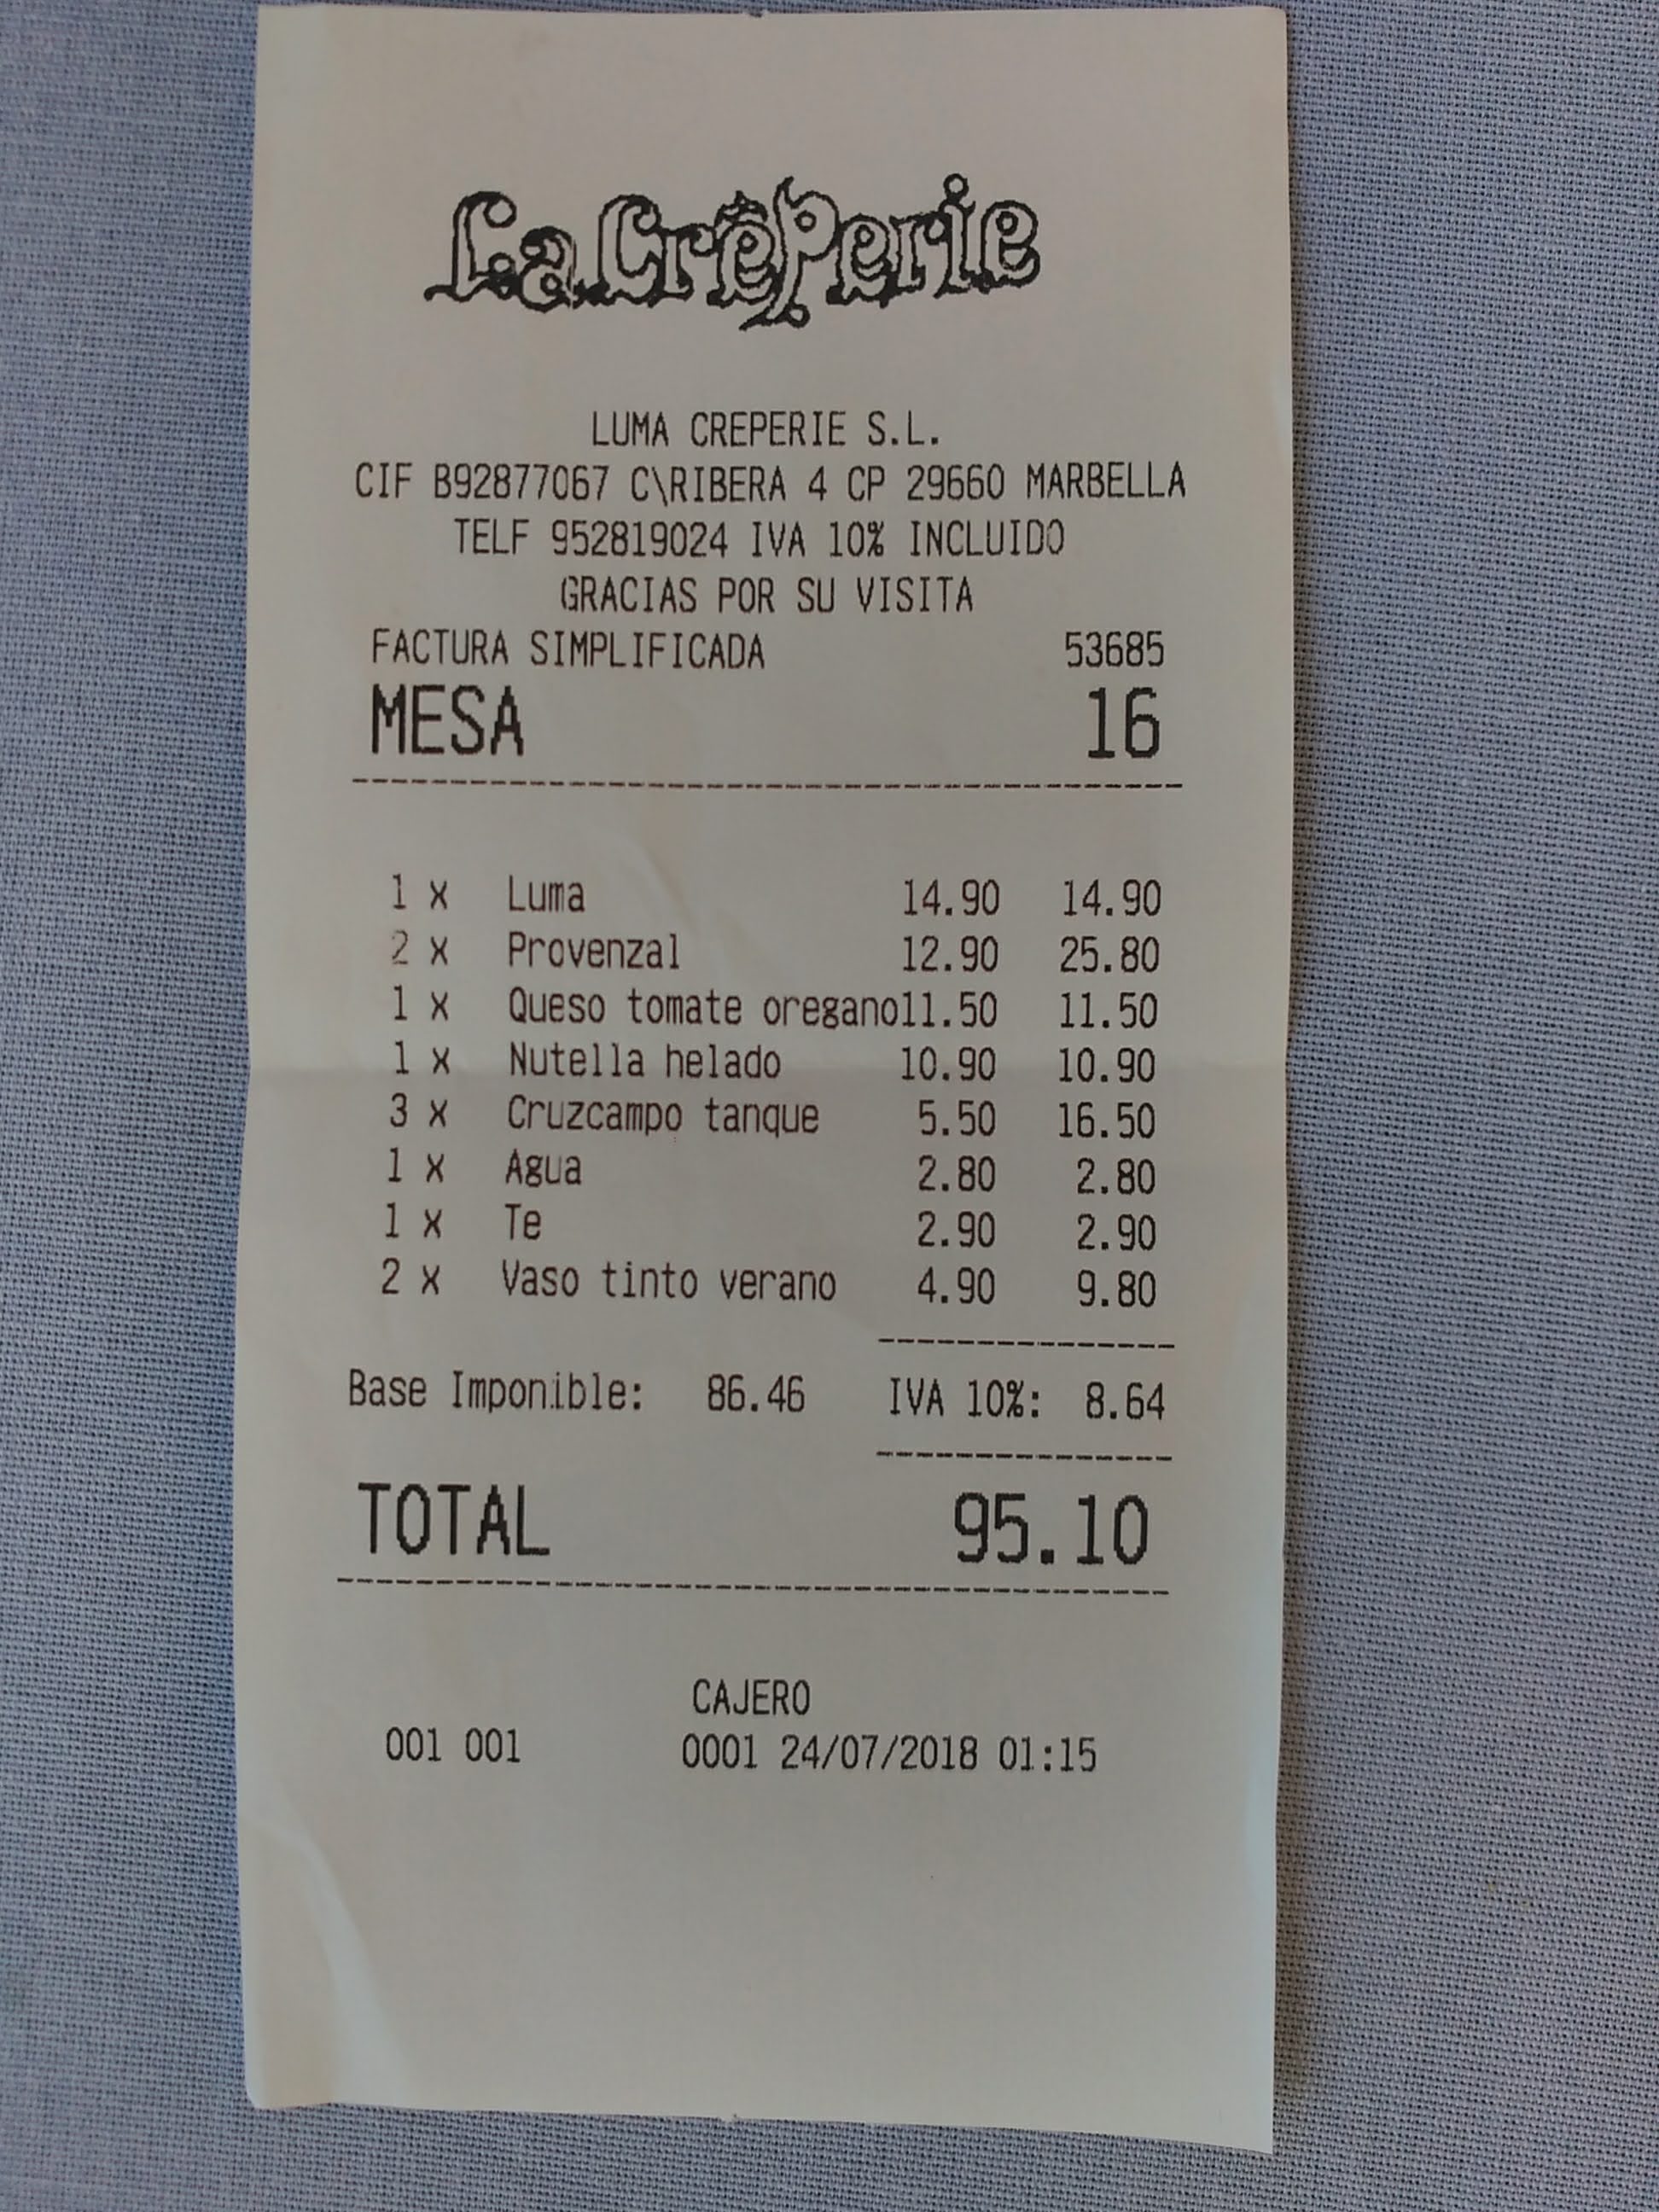 La Crêperie
LUMA CREPERIE S.L.
CIF B92877067 C\RIBERA 4 CP 29660 MARBELLA
TELF 952819024 IVA 10% INCLUIDO
GRACIAS POR SU VISITA
FACTURA SIMPLIFICADA 53685
MESA 16
1 x Luma 14.90 14.90
2 x Provenzal 12.90 25.80
1 x Queso tomate oregano11.50 11.50
1 x Nutella helado 10.90 10.90
3 x Cruzcampo tanque 5.50 16.50
1 x Agua 2.80 2.80
1 x Te 2.90 2.90
2 x Vaso tinto verano 4.90 9.80
Base Imponible: 86.46 IVA 10%: 8.64
TOTAL 95.10
CAJERO
001 001 0001 24/07/2018 01:15